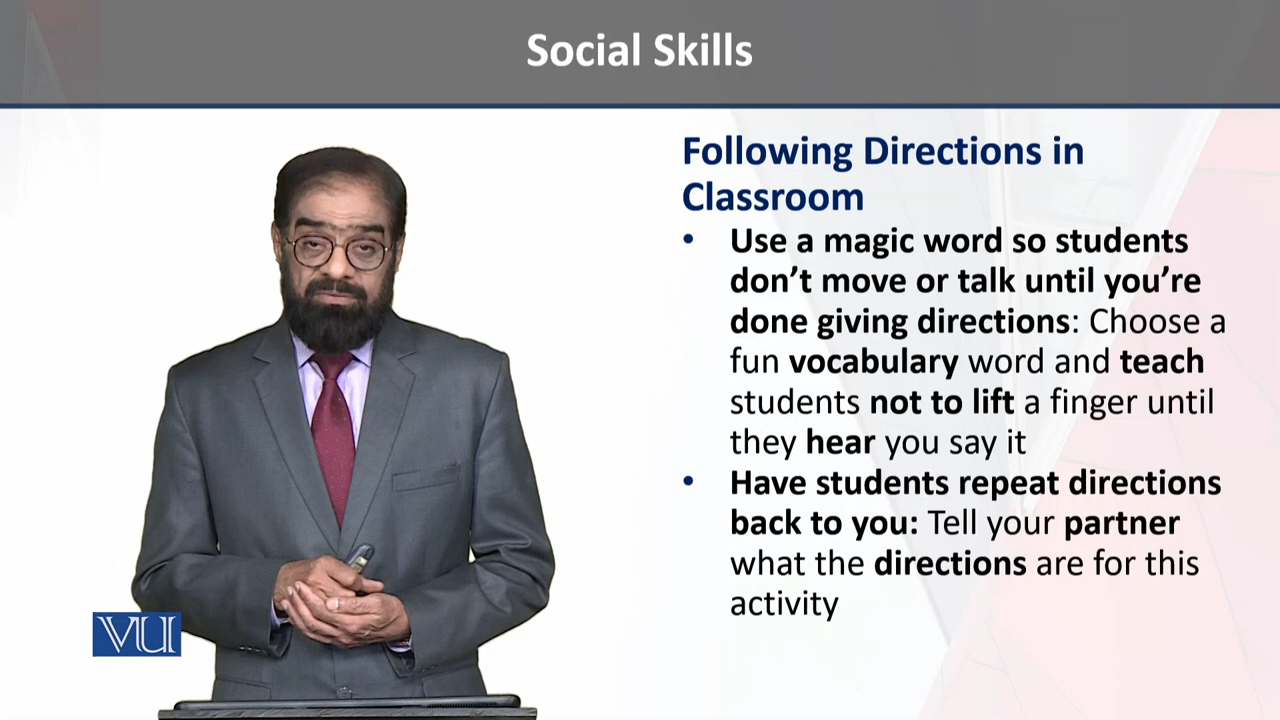 Social Skills
Following Directions in
Classroom
• Use a magic word so students
don’t move or talk until you’re
done giving directions: Choose a
fun vocabulary word and teach
students not to lift a finger until
they hear you say it
• Have students repeat directions
back to you: Tell your partner
what the directions are for this
activity
VU